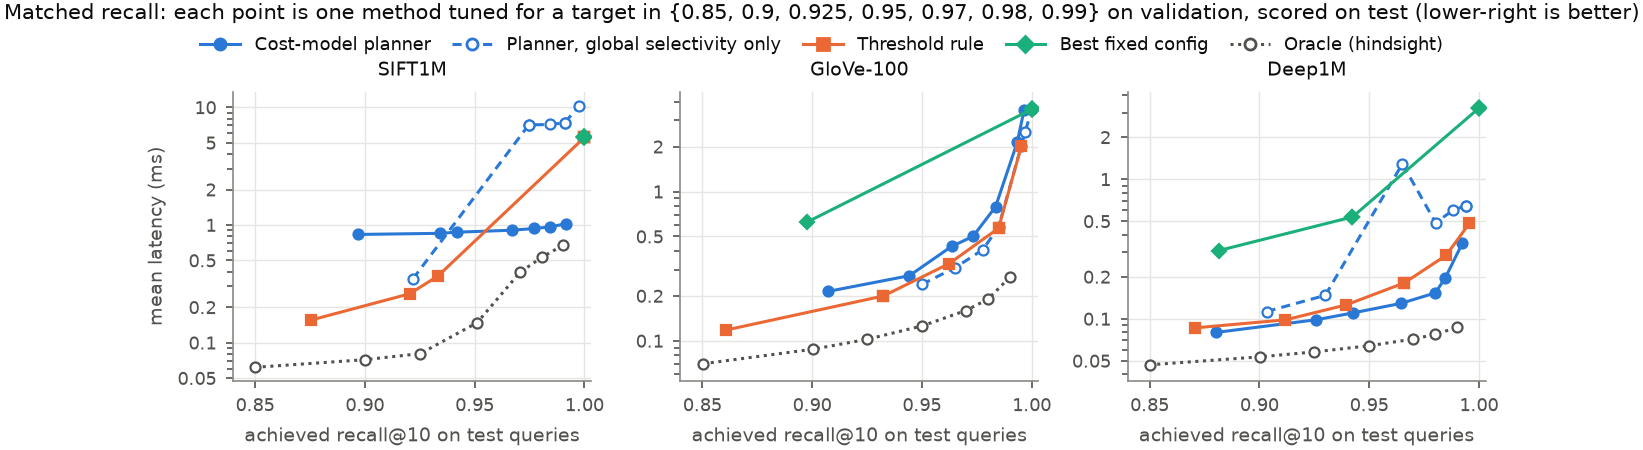 Matched recall: each point is one method tuned for a target in {0.85, 0.9, 0.925, 0.95, 0.97, 0.98, 0.99} on validation, scored on test (lower-right is better)
Cost-model planner Planner, global selectivity only Threshold rule Best fixed config Oracle (hindsight)
SIFT1M GloVe-100 Deep1M
mean latency (ms)
10
5
2
1
0.5
0.2
0.1
0.05
0.85 0.90 0.95 1.00
achieved recall@10 on test queries
2
1
0.5
0.2
0.1
0.85 0.90 0.95 1.00
achieved recall@10 on test queries
2
1
0.5
0.2
0.1
0.05
0.85 0.90 0.95 1.00
achieved recall@10 on test queries